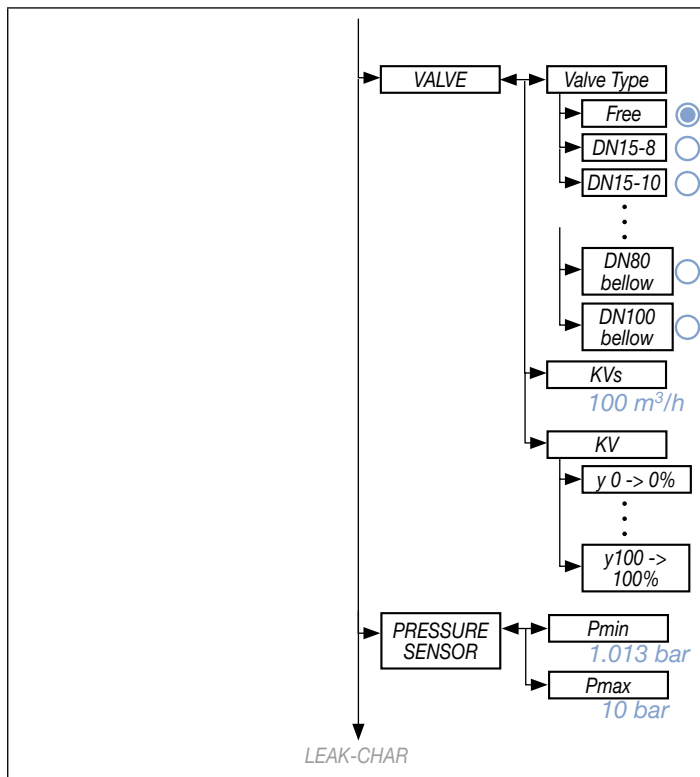 VALVE
Valve Type
Free
DN15-8
DN15-10
DN80
bellow
DN100
bellow
KVs
100 m³/h
KV
y 0 -> 0%
y100 ->
100%
PRESSURE
SENSOR
Pmin
1.013 bar
Pmax
10 bar
LEAK-CHAR